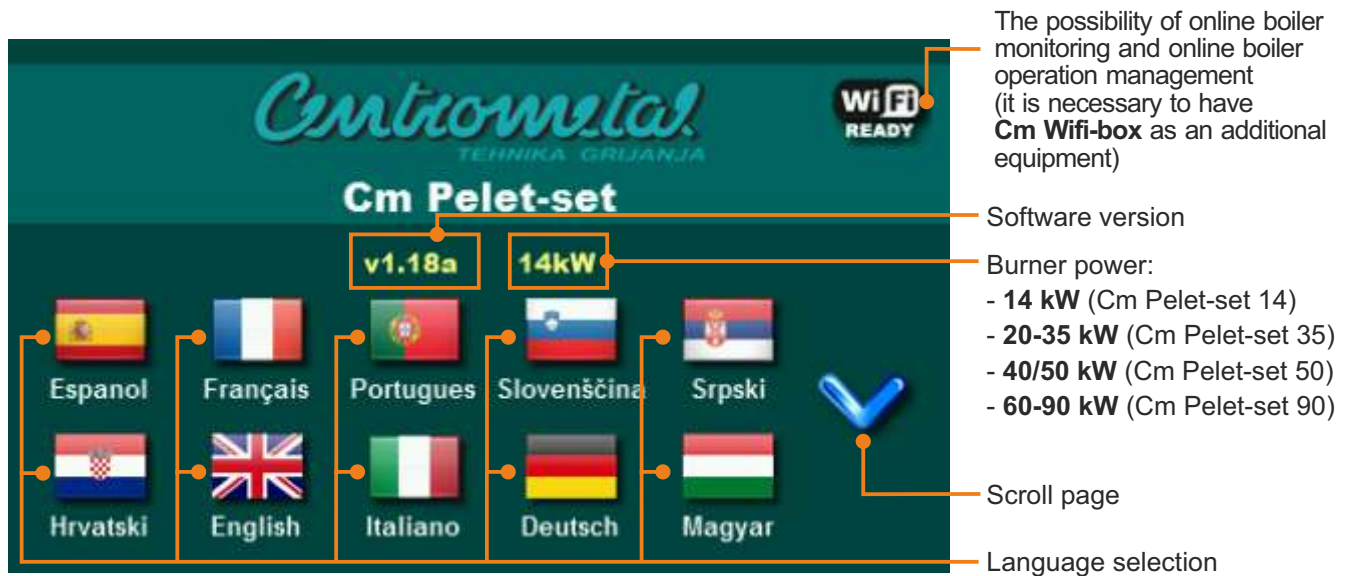 The possibility of online boiler
monitoring and online boiler
operation management
(it is necessary to have
Cm Wifi-box as an additional
equipment)
Centrometal
TEHNIKA GRIJANJA
WiFi
READY
Cm Pelet-set
Software version
v1.18a
14kW
Burner power:
- 14 kW (Cm Pelet-set 14)
- 20-35 kW (Cm Pelet-set 35)
- 40/50 kW (Cm Pelet-set 50)
- 60-90 kW (Cm Pelet-set 90)
Espanol
Français
Portugues
Slovenščina
Srpski
Hrvatski
English
Italiano
Deutsch
Magyar
Scroll page
Language selection